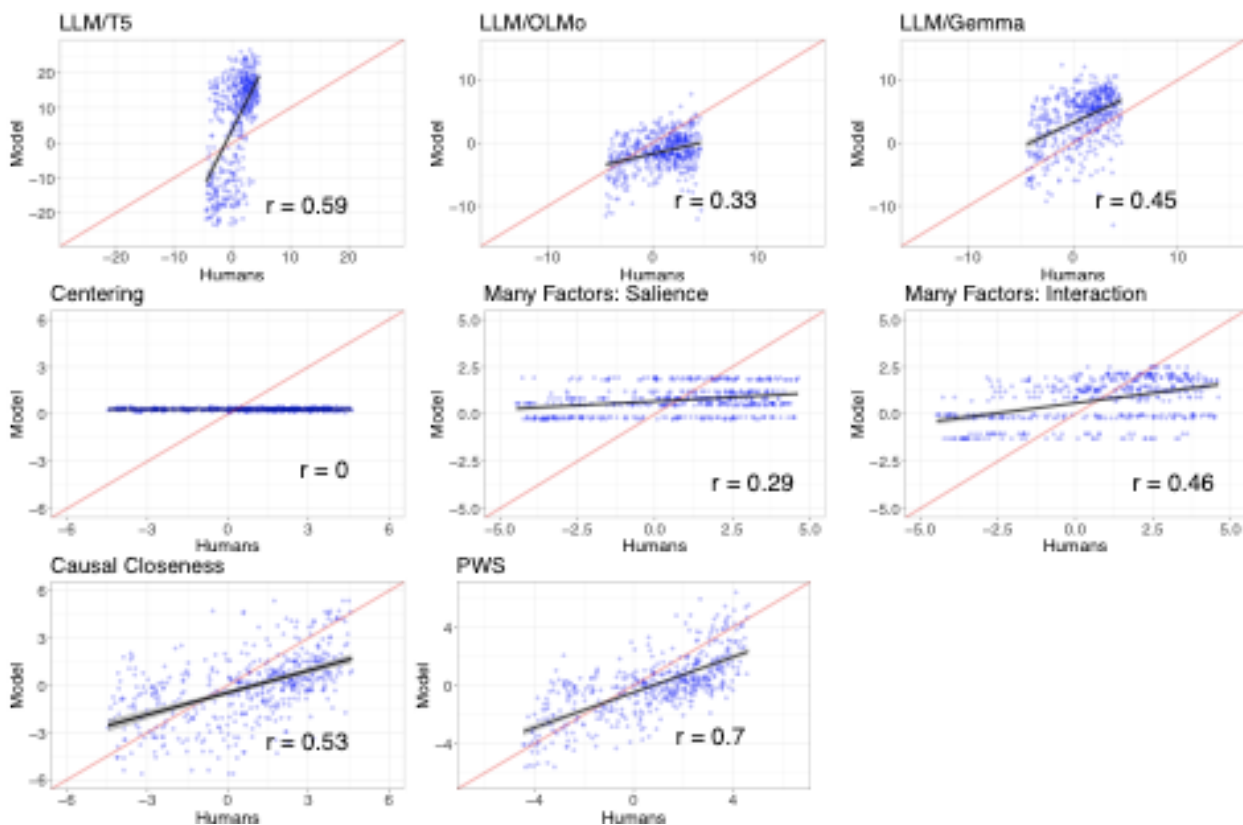 LLM/T5
LLM/OLMo
LLM/Gemma
20
10
0
−10
−20
Model
r = 0.59
−20 −10 0 10 20
Humans
10
0
−10
Model
r = 0.33
−10 0 10
Humans
10
0
−10
Model
r = 0.45
−10 0 10
Humans
Centering
Many Factors: Salience
Many Factors: Interaction
6
3
0
−3
−6
Model
r = 0
−6 −3 0 3 6
Humans
5.0
2.5
0.0
−2.5
−5.0
Model
r = 0.29
−5.0 −2.5 0.0 2.5 5.0
Humans
5.0
2.5
0.0
−2.5
−5.0
Model
r = 0.46
−5.0 −2.5 0.0 2.5 5.0
Humans
Causal Closeness
PWS
6
3
0
−3
−6
Model
r = 0.53
−6 −3 0 3 6
Humans
4
0
−4
Model
r = 0.7
−4 0 4
Humans